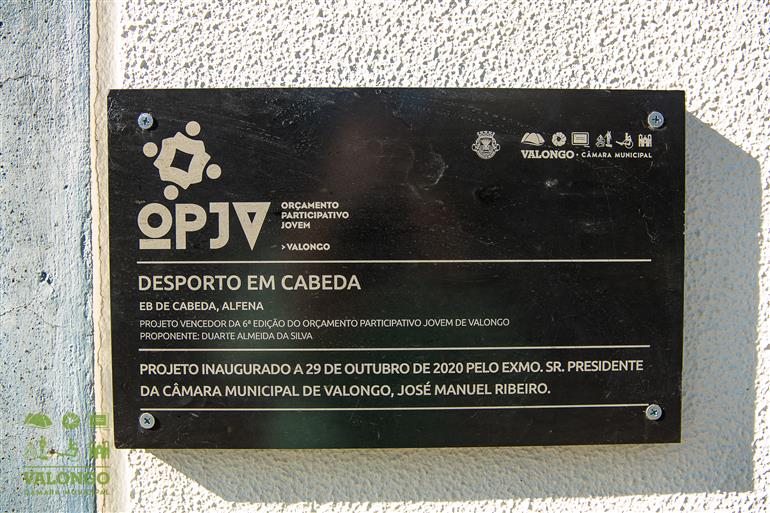 VALONGO • CÂMARA MUNICIPAL
OPJV
ORÇAMENTO
PARTICIPATIVO
JOVEM
>VALONGO
DESPORTO EM CABEDA
EB DE CABEDA, ALFENA
PROJETO VENCEDOR DA 6ª EDIÇÃO DO ORÇAMENTO PARTICIPATIVO JOVEM DE VALONGO
PROPONENTE: DUARTE ALMEIDA DA SILVA
PROJETO INAUGURADO A 29 DE OUTUBRO DE 2020 PELO EXMO. SR. PRESIDENTE
DA CÂMARA MUNICIPAL DE VALONGO, JOSÉ MANUEL RIBEIRO.
VALONGO
CÂMARA MUNICIPAL